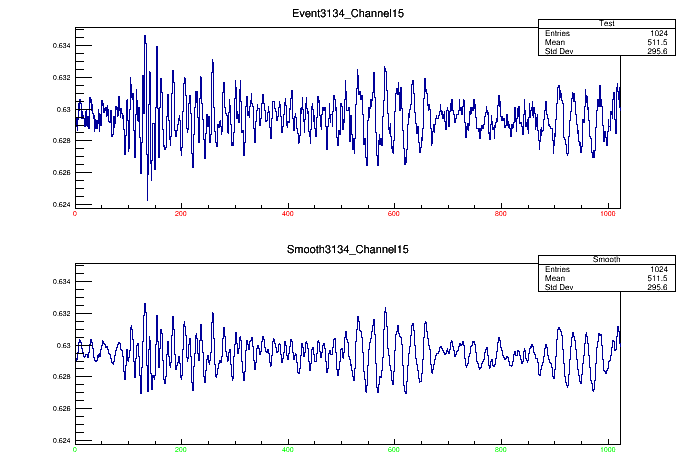 Event3134_Channel15
Test
Entries 1024
Mean 511.5
Std Dev 295.6
0.634
0.632
0.63
0.628
0.626
0.624
0 200 400 600 800 1000
Smooth3134_Channel15
Smooth
Entries 1024
Mean 511.5
Std Dev 295.6
0.634
0.632
0.63
0.628
0.626
0.624
0 200 400 600 800 1000